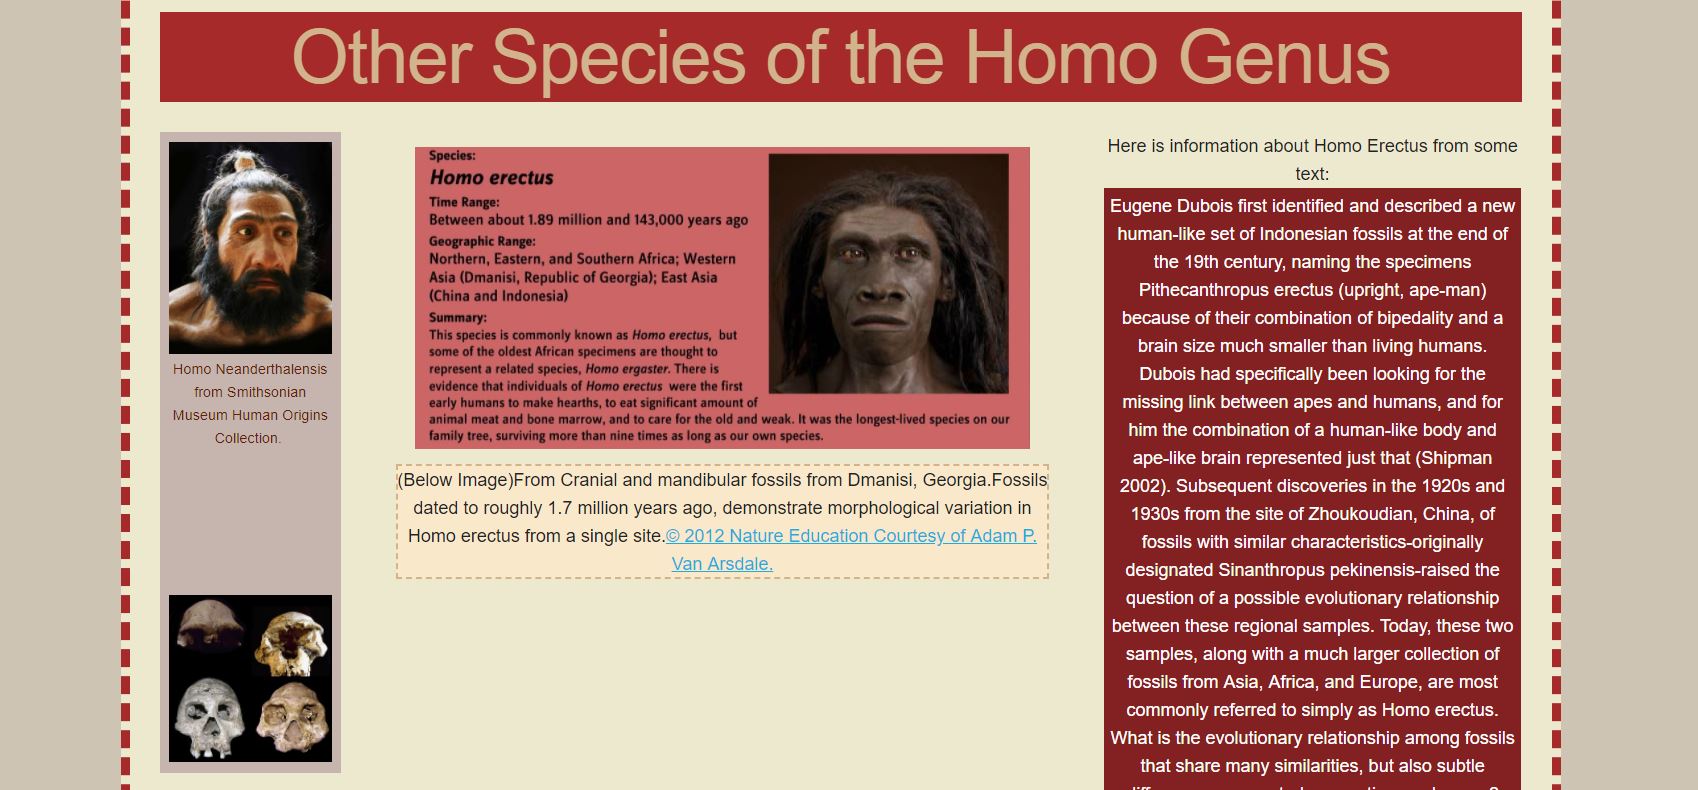 Other Species of the Homo Genus
Homo Neanderthalensis
from Smithsonian
Museum Human Origins
Collection.
Species:
Homo erectus
Time Range:
Between about 1.89 million and 143,000 years ago
Geographic Range:
Northern, Eastern, and Southern Africa; Western
Asia (Dmanisi, Republic of Georgia); East Asia
(China and Indonesia)
Summary:
This species is commonly known as Homo erectus, but
some of the oldest African specimens are thought to
represent a related species, Homo ergaster. There is
evidence that individuals of Homo erectus were the first
early humans to make hearths, to eat significant amount of
animal meat and bone marrow, and to care for the old and weak. It was the longest-lived species on our
family tree, surviving more than nine times as long as our own species.
(Below Image)From Cranial and mandibular fossils from Dmanisi, Georgia.Fossils
dated to roughly 1.7 million years ago, demonstrate morphological variation in
Homo erectus from a single site.© 2012 Nature Education Courtesy of Adam P.
Van Arsdale.
Here is information about Homo Erectus from some
text:
Eugene Dubois first identified and described a new
human-like set of Indonesian fossils at the end of
the 19th century, naming the specimens
Pithecanthropus erectus (upright, ape-man)
because of their combination of bipedality and a
brain size much smaller than living humans.
Dubois had specifically been looking for the
missing link between apes and humans, and for
him the combination of a human-like body and
ape-like brain represented just that (Shipman
2002). Subsequent discoveries in the 1920s and
1930s from the site of Zhoukoudian, China, of
fossils with similar characteristics-originally
designated Sinanthropus pekinensis-raised the
question of a possible evolutionary relationship
between these regional samples. Today, these two
samples, along with a much larger collection of
fossils from Asia, Africa, and Europe, are most
commonly referred to simply as Homo erectus.
What is the evolutionary relationship among fossils
that share many similarities, but also subtle